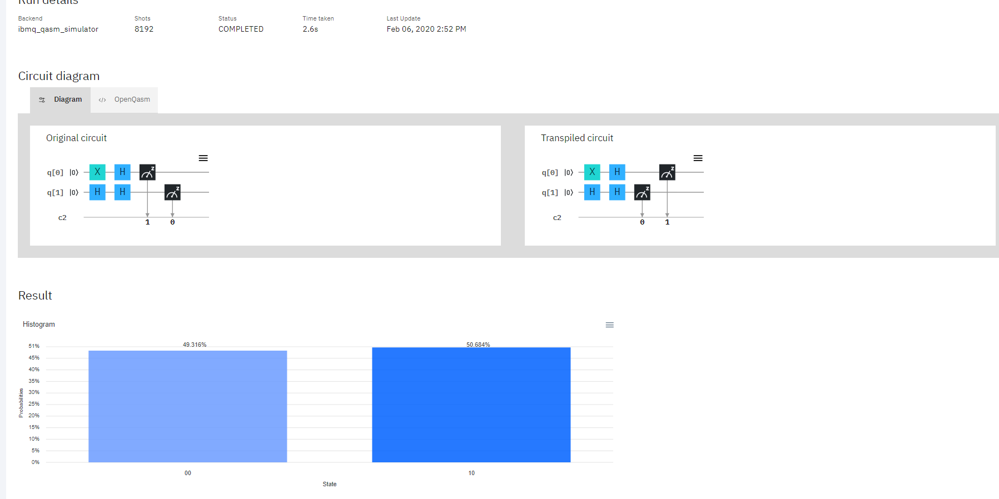 Run details
Backend Shots Status Time taken Last Update
ibmq_qasm_simulator 8192 COMPLETED 2.6s Feb 06, 2020 2:52 PM
Circuit diagram
Diagram </> OpenQasm
Original circuit
q[0] |0⟩ X H z
q[1] |0⟩ H H z
c2
1 0
Transpiled circuit
q[0] |0⟩ X H z
q[1] |0⟩ H H z
c2
0 1
Result
Histogram
49.316% 50.684%
51%
45%
40%
35%
30%
25%
20%
15%
10%
5%
0%
Probabilities
00 10
State